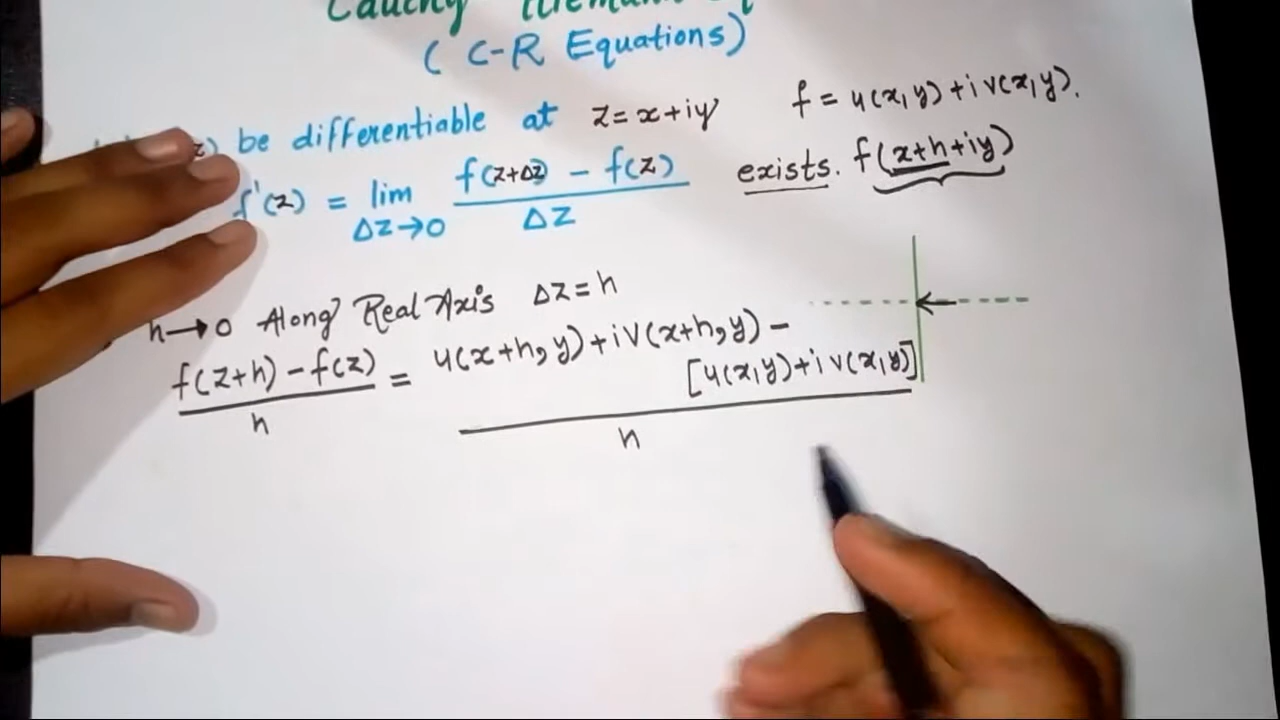 Cauchy
( C-R Equations)
be differentiable at z=x+iy f = u(x,y)+iv(x,y).
f'(z) = lim Δz→0 f(z+Δz) - f(z) / Δz exists. f(x+h+iy)
h→0 Along Real Axis Δz=h
f(z+h)-f(z) / h = u(x+h,y)+iv(x+h,y)-
[u(x,y)+iv(x,y)]
h